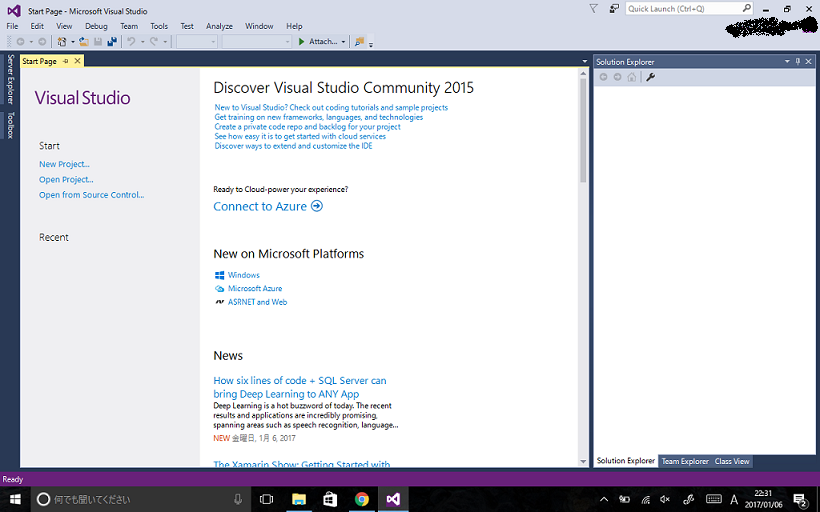 Start Page - Microsoft Visual Studio
Quick Launch (Ctrl+Q)
File Edit View Debug Team Tools Test Analyze Window Help
Attach...
Server Explorer
Toolbox
Start Page
Visual Studio
Start
New Project...
Open Project...
Open from Source Control...
Recent
Discover Visual Studio Community 2015
New to Visual Studio? Check out coding tutorials and sample projects
Get training on new frameworks, languages, and technologies
Create a private code repo and backlog for your project
See how easy it is to get started with cloud services
Discover ways to extend and customize the IDE
Ready to Cloud-power your experience?
Connect to Azure
New on Microsoft Platforms
Windows
Microsoft Azure
ASP.NET and Web
News
How six lines of code + SQL Server can
bring Deep Learning to ANY App
Deep Learning is a hot buzzword of today. The recent
results and applications are incredibly promising,
spanning areas such as speech recognition, language...
NEW 金曜日, 1月 6, 2017
The Xamarin Show: Getting Started with
Solution Explorer
Solution Explorer Team Explorer Class View
Ready
何でも聞いてください
A
22:31
2017/01/06
2